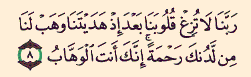 رَبَّنَا لَا تُزِغْ قُلُوبَنَا بَعْدَ إِذْ هَدَيْتَنَا وَهَبْ لَنَا
مِن لَّدُنكَ رَحْمَةً ۚ إِنَّكَ أَنتَ الْوَهَّابُ ٨